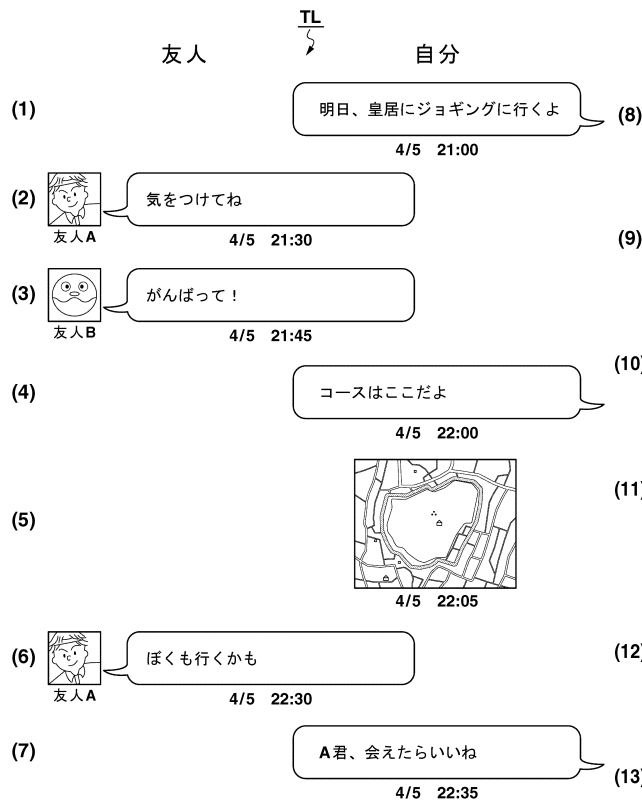 TL
友人 自分
(1) 明日、皇居にジョギングに行くよ (8)
4/5 21:00
(2) 気をつけてね
友人A 4/5 21:30 (9)
(3) がんばって！
友人B 4/5 21:45
(10)
(4) コースはここだよ
4/5 22:00
(11)
(5)
4/5 22:05
(6) ぼくも行くかも (12)
友人A 4/5 22:30
(7) A君、会えたらいいね
(13)
4/5 22:35